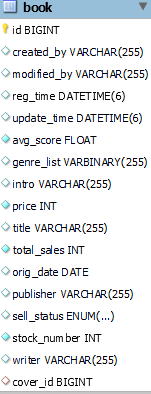 book
id BIGINT
created_by VARCHAR(255)
modified_by VARCHAR(255)
reg_time DATETIME(6)
update_time DATETIME(6)
avg_score FLOAT
genre_list VARBINARY(255)
intro VARCHAR(255)
price INT
title VARCHAR(255)
total_sales INT
orig_date DATE
publisher VARCHAR(255)
sell_status ENUM(...)
stock_number INT
writer VARCHAR(255)
cover_id BIGINT